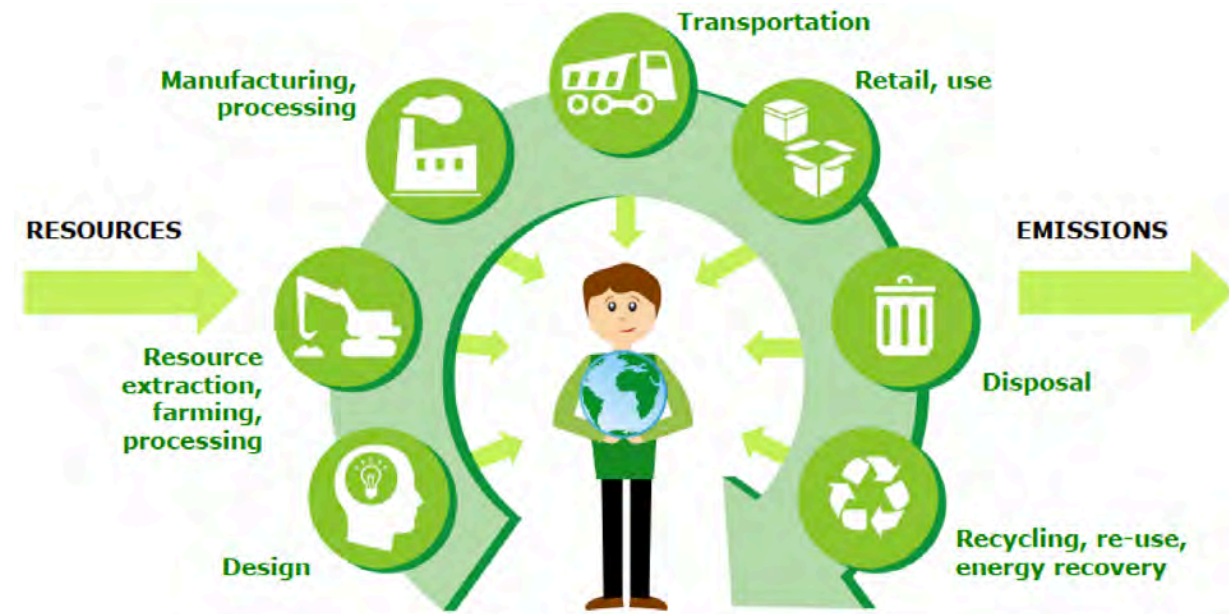 Transportation
Manufacturing,
processing
Retail, use
RESOURCES
EMISSIONS
Resource
extraction,
farming,
processing
Disposal
Design
Recycling, re-use,
energy recovery